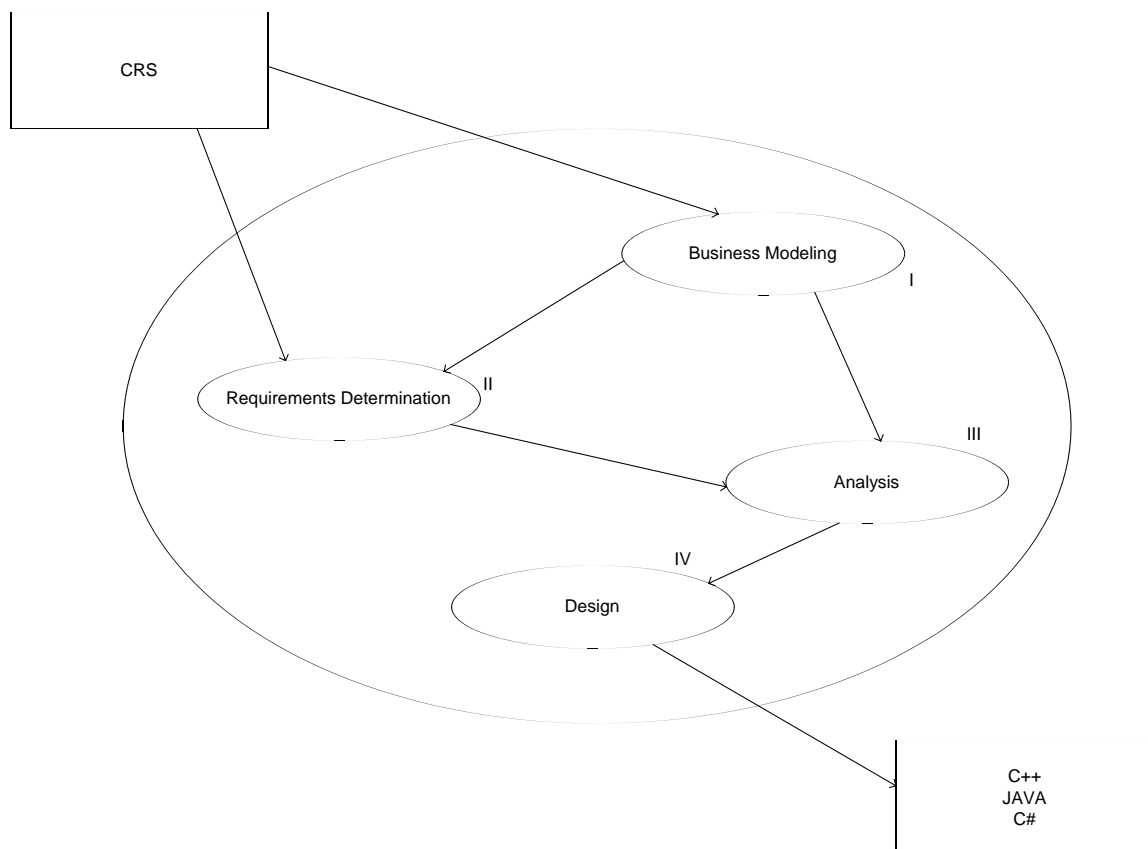 CRS
Business Modeling
I
Requirements Determination
II
III
Analysis
IV
Design
C++
JAVA
C#